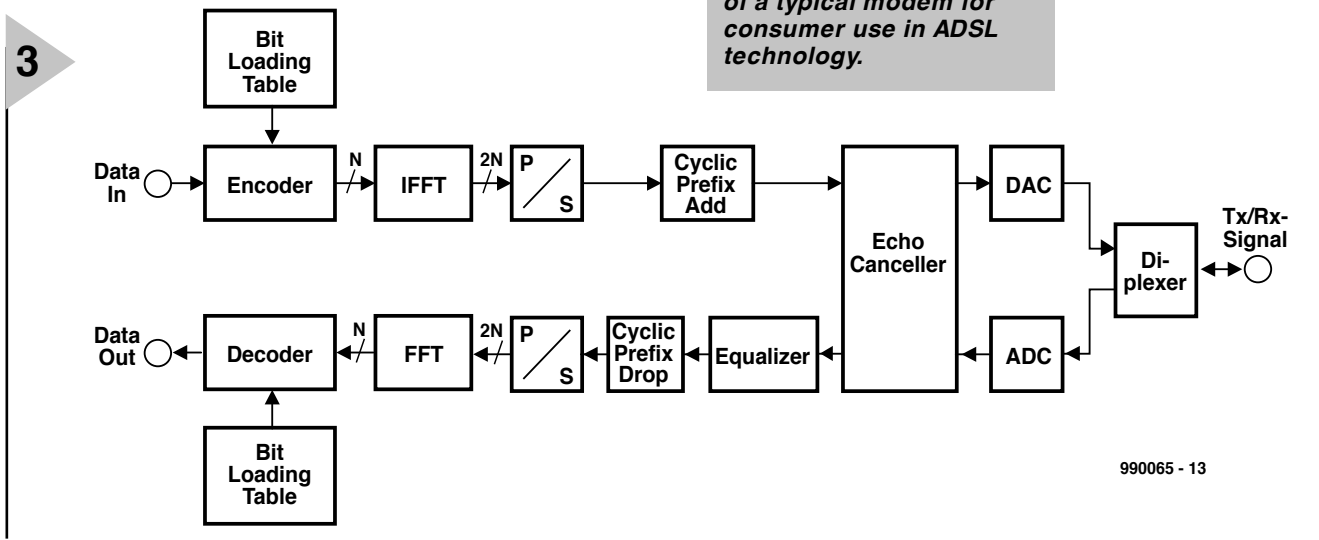 of a typical modem for
consumer use in ADSL
technology.
3
Bit
Loading
Table
Data
In
Encoder
N
IFFT
2N
P
S
Cyclic
Prefix
Add
Echo
Canceller
DAC
Di-
plexer
Tx/Rx-
Signal
Data
Out
Decoder
N
FFT
2N
P
S
Cyclic
Prefix
Drop
Equalizer
ADC
Bit
Loading
Table
990065 - 13